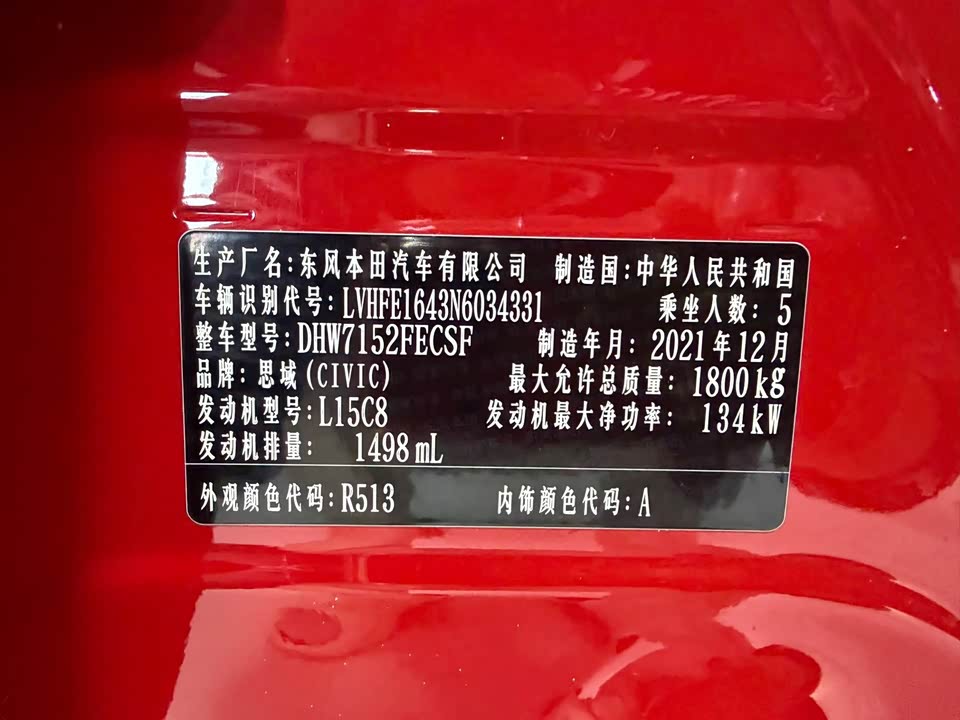 生产厂名:东风本田汽车有限公司 制造国:中华人民共和国
车辆识别代号:LVHFE1643N6034331 乘坐人数:5
整车型号:DHW7152FECSF 制造年月:2021年12月
品牌:思域(CIVIC) 最大允许总质量:1800kg
发动机型号:L15C8 发动机最大净功率:134kW
发动机排量:1498mL
外观颜色代码:R513 内饰颜色代码:A